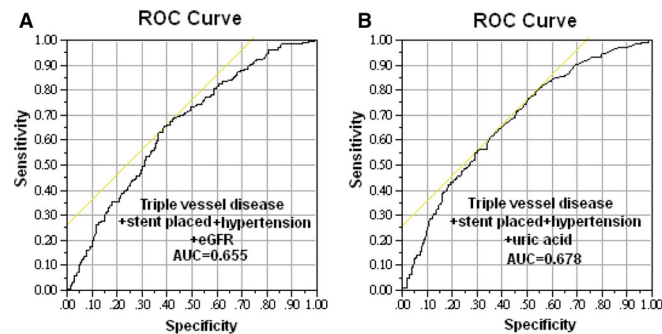 A
ROC Curve
Sensitivity
1.00
0.90
0.80
0.70
0.60
0.50
0.40
0.30
0.20
0.10
0.00
Triple vessel disease
+stent placed+hypertension
+eGFR
AUC=0.655
.00 .10 .20 .30 .40 .50 .60 .70 .80 .90 1.00
Specificity
B
ROC Curve
Sensitivity
1.00
0.90
0.80
0.70
0.60
0.50
0.40
0.30
0.20
0.10
0.00
Triple vessel disease
+stent placed+hypertension
+uric acid
AUC=0.678
.00 .10 .20 .30 .40 .50 .60 .70 .80 .90 1.00
Specificity